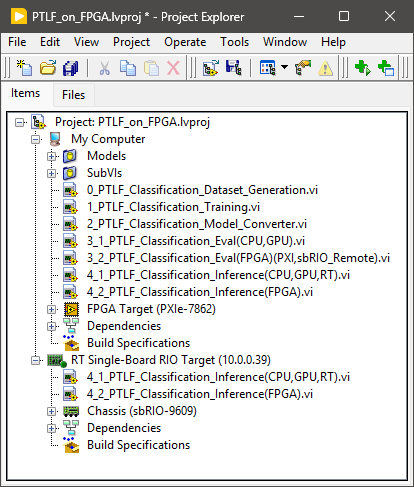 PTLF_on_FPGA.lvproj * - Project Explorer
File Edit View Project Operate Tools Window Help
Items Files
Project: PTLF_on_FPGA.lvproj
My Computer
Models
SubVIs
0_PTLF_Classification_Dataset_Generation.vi
1_PTLF_Classification_Training.vi
2_PTLF_Classification_Model_Converter.vi
3_1_PTLF_Classification_Eval(CPU,GPU).vi
3_2_PTLF_Classification_Eval(FPGA)(PXI,sbRIO_Remote).vi
4_1_PTLF_Classification_Inference(CPU,GPU,RT).vi
4_2_PTLF_Classification_Inference(FPGA).vi
FPGA Target (PXIe-7862)
Dependencies
Build Specifications
RT Single-Board RIO Target (10.0.0.39)
4_1_PTLF_Classification_Inference(CPU,GPU,RT).vi
4_2_PTLF_Classification_Inference(FPGA).vi
Chassis (sbRIO-9609)
Dependencies
Build Specifications